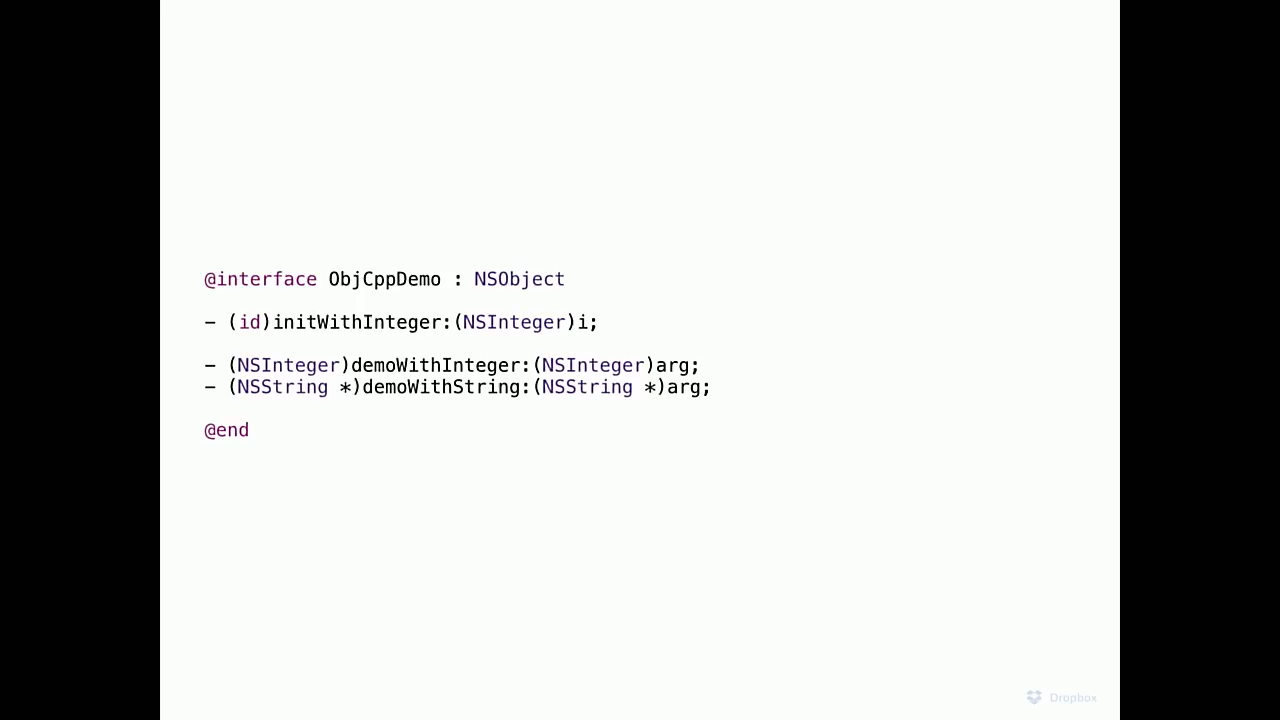 @interface ObjCppDemo : NSObject
- (id)initWithInteger:(NSInteger)i;
- (NSInteger)demoWithInteger:(NSInteger)arg;
- (NSString *)demoWithString:(NSString *)arg;
@end
Dropbox